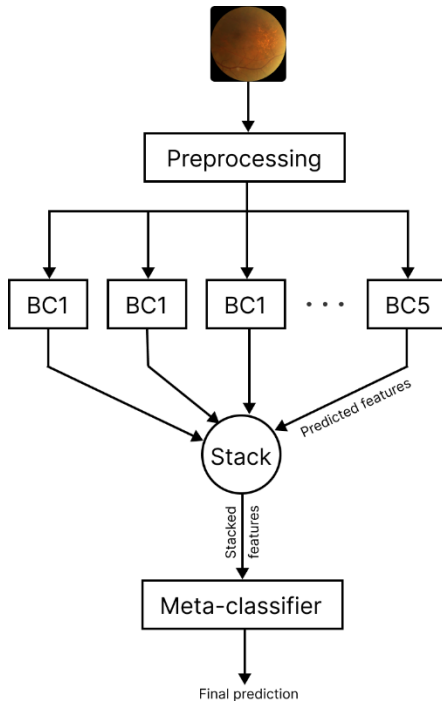 Preprocessing
BC1
BC1
BC1
. . .
BC5
Predicted features
Stack
Stacked
features
Meta-classifier
Final prediction